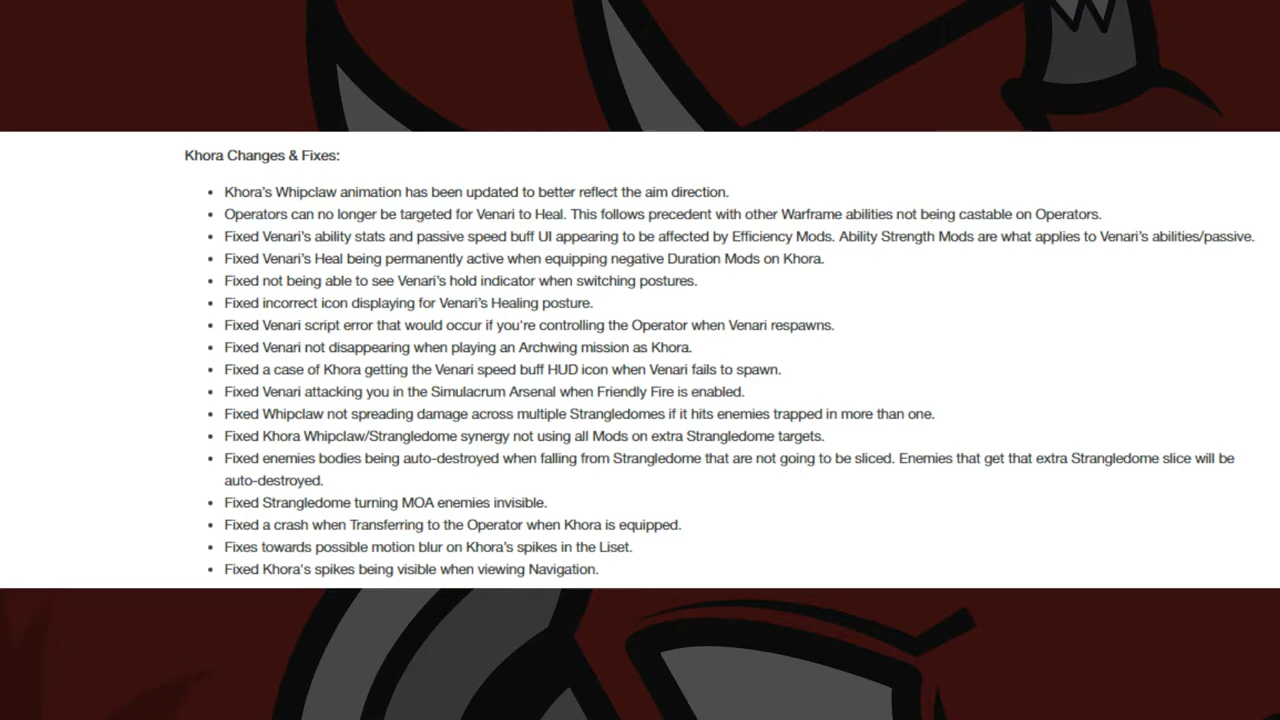 Khora Changes & Fixes:
Khora's Whipclaw animation has been updated to better reflect the aim direction.
Operators can no longer be targeted for Venari to Heal. This follows precedent with other Warframe abilities not being castable on Operators.
Fixed Venari's ability stats and passive speed buff UI appearing to be affected by Efficiency Mods. Ability Strength Mods are what applies to Venari's abilities/passive.
Fixed Venari's Heal being permanently active when equipping negative Duration Mods on Khora.
Fixed not being able to see Venari's hold indicator when switching postures.
Fixed incorrect icon displaying for Venari's Healing posture.
Fixed Venari script error that would occur if you're controlling the Operator when Venari respawns.
Fixed Venari not disappearing when playing an Archwing mission as Khora.
Fixed a case of Khora getting the Venari speed buff HUD icon when Venari fails to spawn.
Fixed Venari attacking you in the Simulacrum Arsenal when Friendly Fire is enabled.
Fixed Whipclaw not spreading damage across multiple Strangledomes if it hits enemies trapped in more than one.
Fixed Khora Whipclaw/Strangledome synergy not using all Mods on extra Strangledome targets.
Fixed enemies bodies being auto-destroyed when falling from Strangledome that are not going to be sliced. Enemies that get that extra Strangledome slice will be
auto-destroyed.
Fixed Strangledome turning MOA enemies invisible.
Fixed a crash when Transferring to the Operator when Khora is equipped.
Fixes towards possible motion blur on Khora's spikes in the Liset.
Fixed Khora's spikes being visible when viewing Navigation.